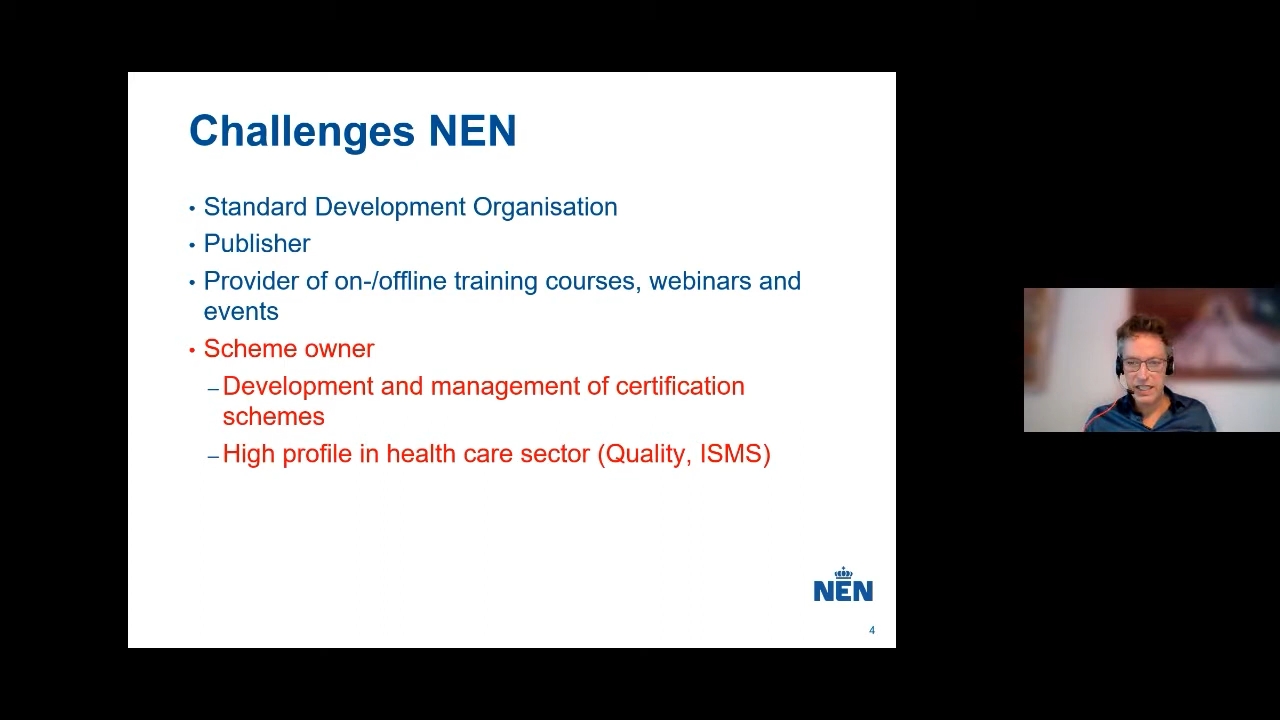 Challenges NEN
• Standard Development Organisation
• Publisher
• Provider of on-/offline training courses, webinars and
events
• Scheme owner
–Development and management of certification
schemes
–High profile in health care sector (Quality, ISMS)
NEN
4